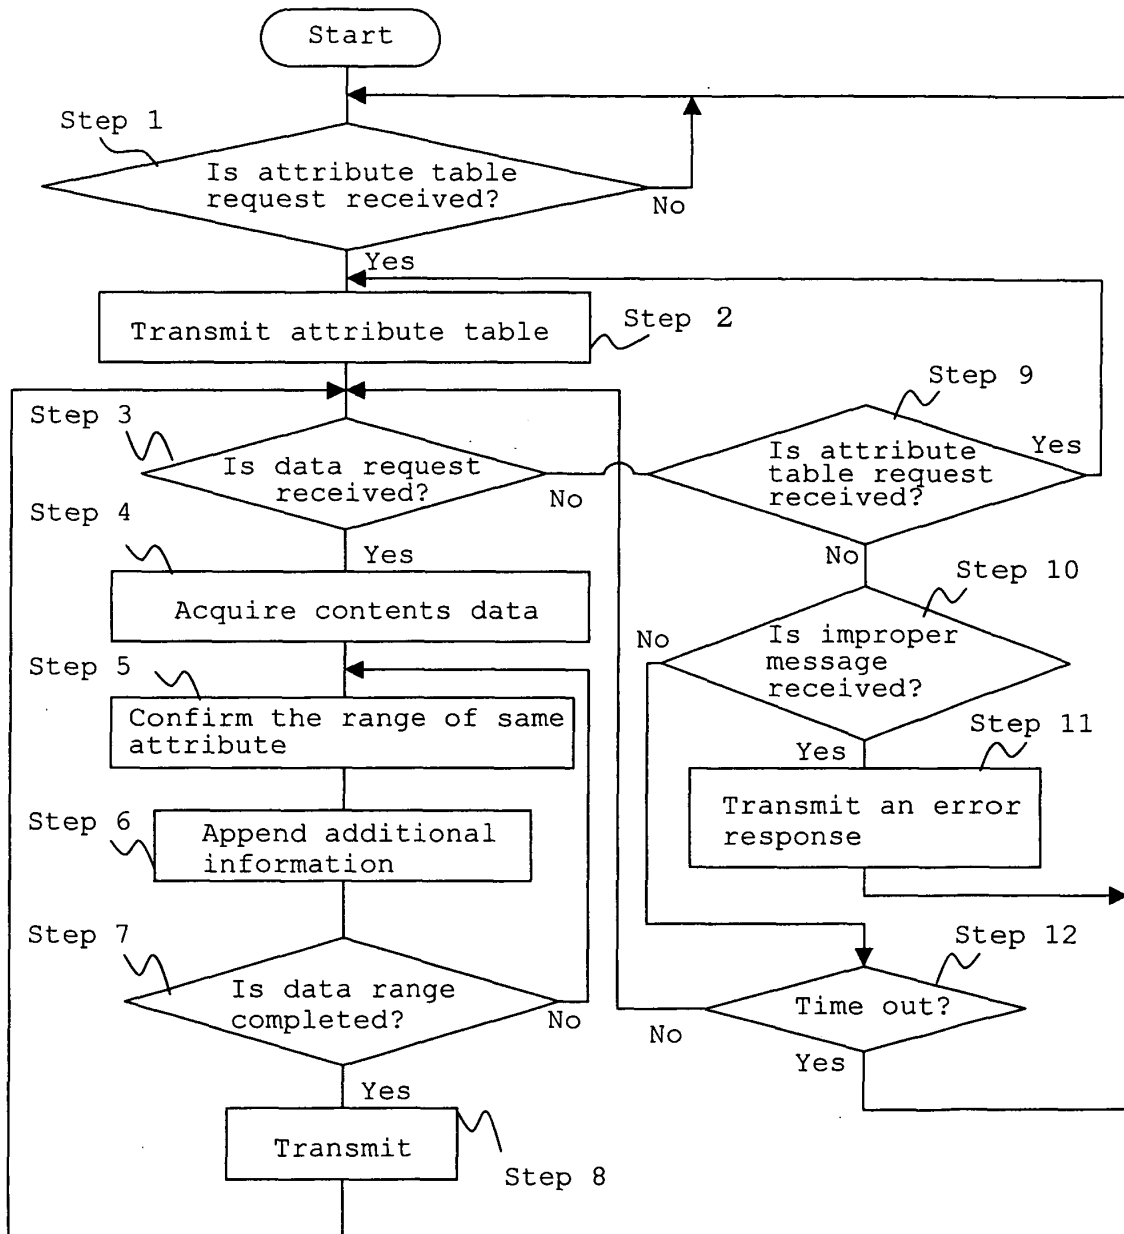 Start
Step 1
Is attribute table
request received?
No
Yes
Transmit attribute table
Step 2
Step 3
Is data request
received?
No
Yes
Step 9
Is attribute
table request
received?
Yes
No
Step 4
Acquire contents data
Step 10
Is improper
message
received?
No
Yes
Step 5
Confirm the range of same
attribute
Step 11
Transmit an error
response
Step 6
Append additional
information
Step 7
Is data range
completed?
No
Yes
Step 12
Time out?
No
Yes
Transmit
Step 8